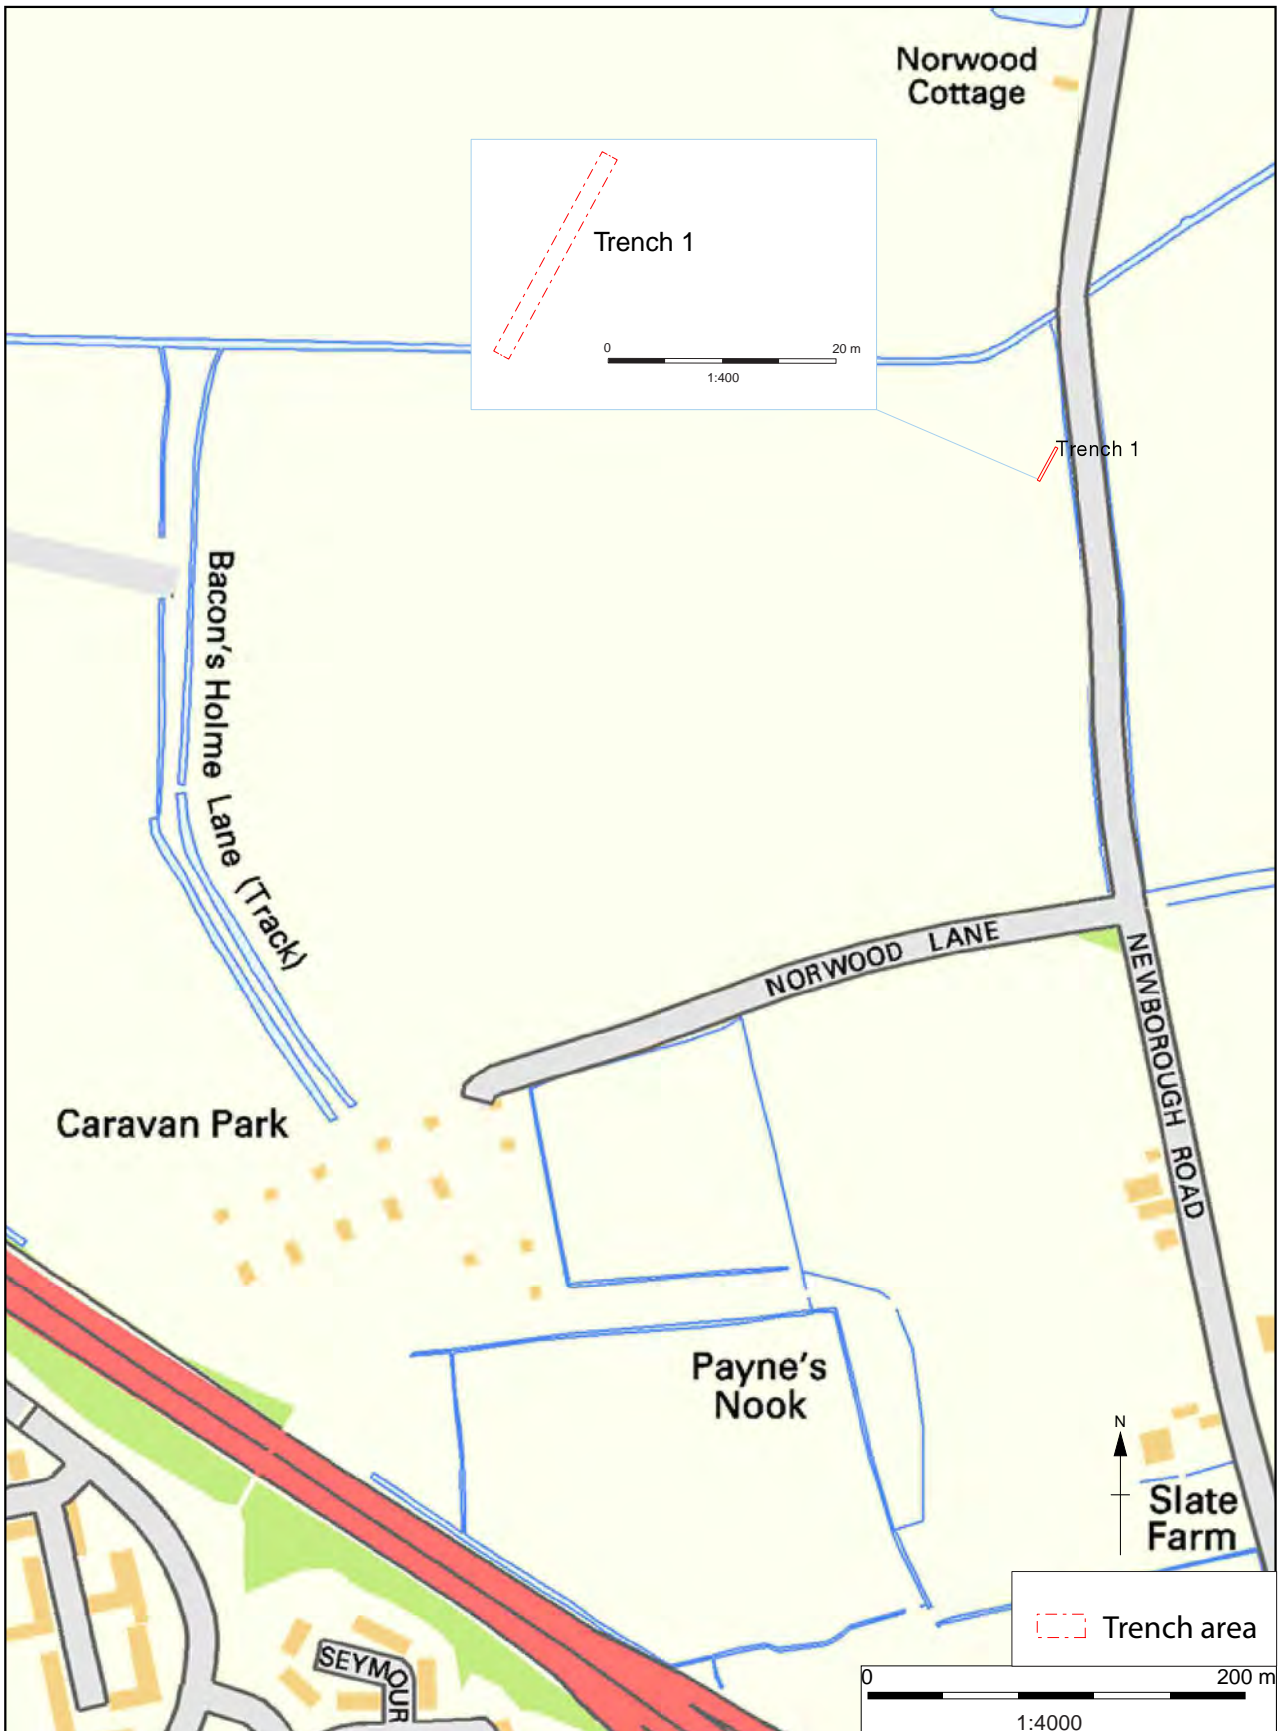 Norwood
Cottage
Trench 1
0 20 m
1:400
Trench 1
Bacon's Holme Lane (Track)
NORWOOD LANE
NEWBOROUGH ROAD
Caravan Park
Payne's
Nook
N
Slate
Farm
Trench area
SEYMOUR
0 200 m
1:4000